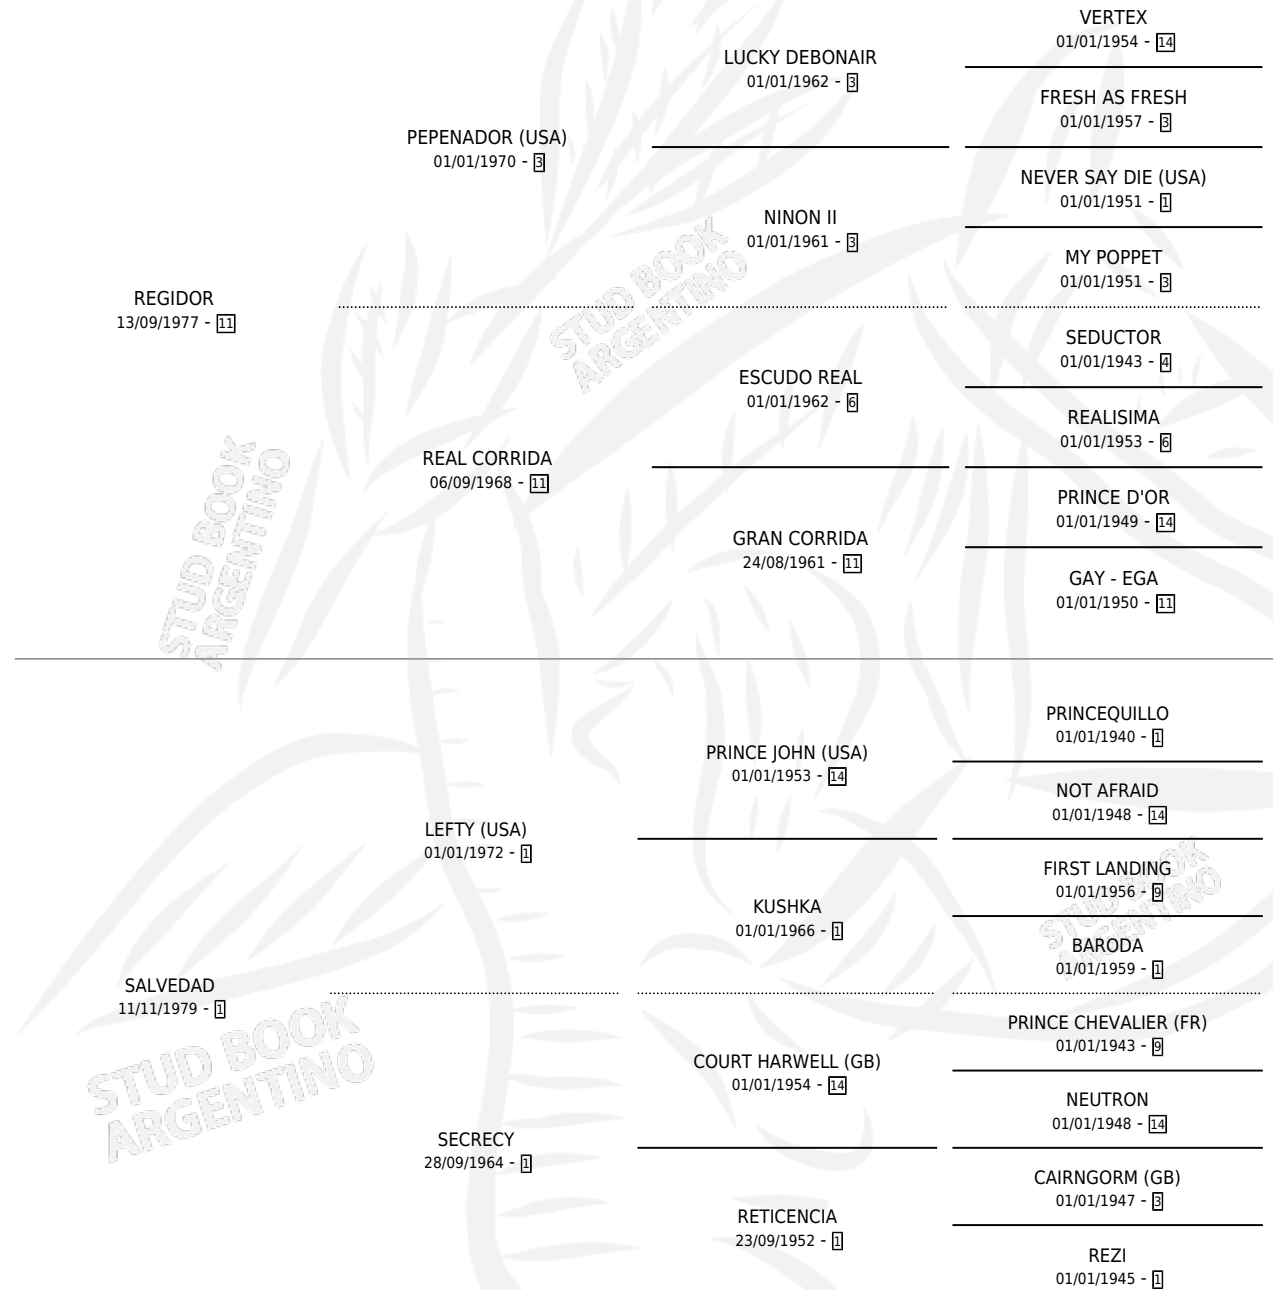 VERTEX
01/01/1954 - 14
LUCKY DEBONAIR
01/01/1962 - 3
FRESH AS FRESH
01/01/1957 - 3
PEPENADOR (USA)
01/01/1970 - 3
NEVER SAY DIE (USA)
01/01/1951 - 1
NINON II
01/01/1961 - 3
MY POPPET
01/01/1951 - 3
REGIDOR
13/09/1977 - 11
SEDUCTOR
01/01/1943 - 4
ESCUDO REAL
01/01/1962 - 6
REALISIMA
01/01/1953 - 6
REAL CORRIDA
06/09/1968 - 11
PRINCE D'OR
01/01/1949 - 14
GRAN CORRIDA
24/08/1961 - 11
GAY - EGA
01/01/1950 - 11
PRINCEQUILLO
01/01/1940 - 1
PRINCE JOHN (USA)
01/01/1953 - 14
NOT AFRAID
01/01/1948 - 14
LEFTY (USA)
01/01/1972 - 1
FIRST LANDING
01/01/1956 - 9
KUSHKA
01/01/1966 - 1
BARODA
01/01/1959 - 1
SALVEDAD
11/11/1979 - 1
PRINCE CHEVALIER (FR)
01/01/1943 - 9
COURT HARWELL (GB)
01/01/1954 - 14
NEUTRON
01/01/1948 - 14
SECRECY
28/09/1964 - 1
CAIRNGORM (GB)
01/01/1947 - 3
RETICENCIA
23/09/1952 - 1
REZI
01/01/1945 - 1
STUD BOOK
ARGENTINO
STUD BOOK
ARGENTINO
STUD BOOK
ARGENTINO
STUD BOOK
ARGENTINO